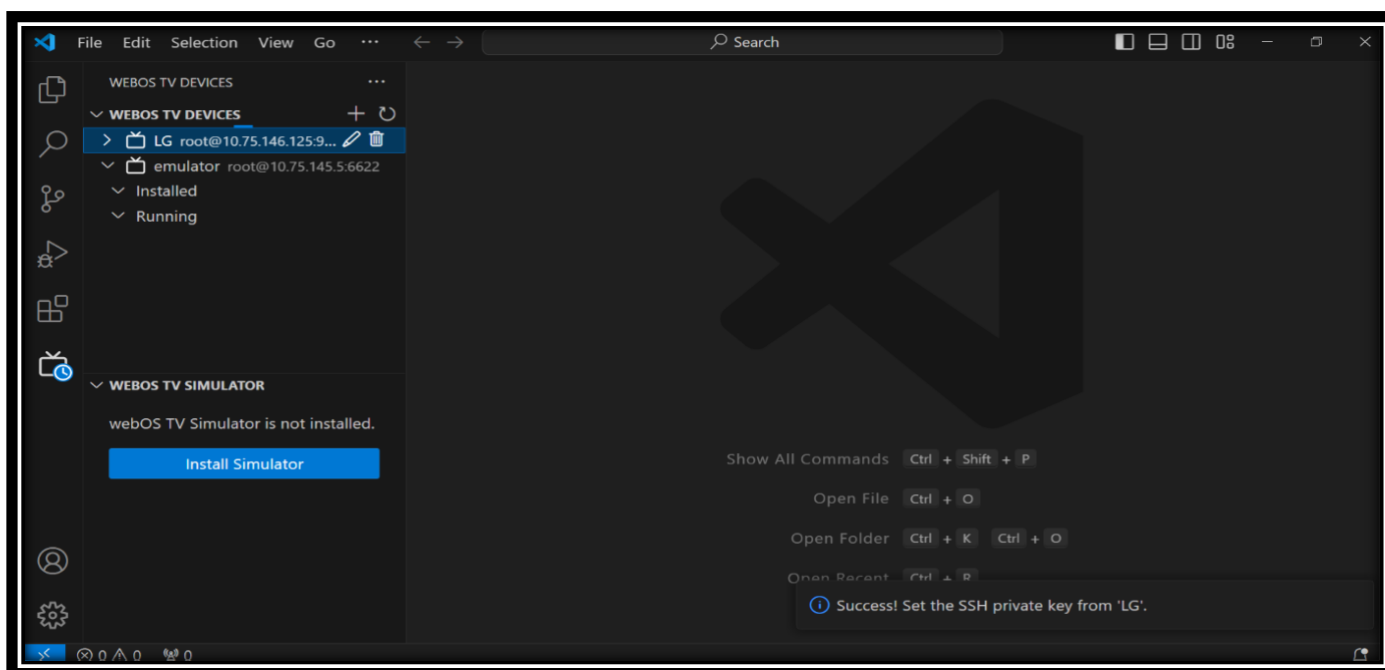 File Edit Selection View Go ··· Search
WEBOS TV DEVICES ···
WEBOS TV DEVICES
LG root@10.75.146.125:9...
emulator root@10.75.145.5:6622
Installed
Running
WEBOS TV SIMULATOR
webOS TV Simulator is not installed.
Install Simulator
Show All Commands Ctrl + Shift + P
Open File Ctrl + O
Open Folder Ctrl + K Ctrl + O
Open Recent Ctrl + R
Success! Set the SSH private key from 'LG'.
0 0 0